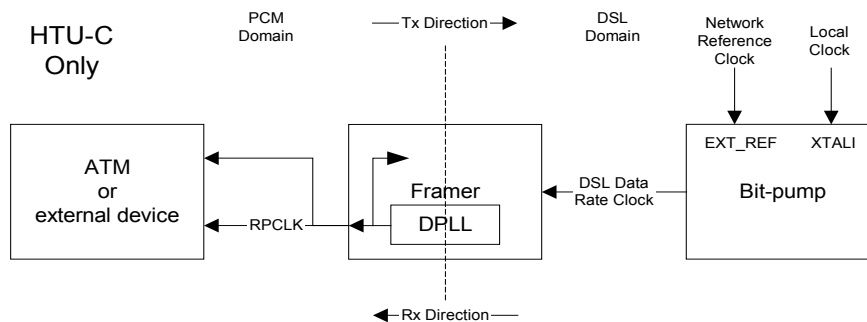 HTU-C
Only
PCM
Domain
Tx Direction
DSL
Domain
Network
Reference
Clock
Local
Clock
ATM
or
external device
RPCLK
Framer
DPLL
DSL Data
Rate Clock
EXT_REF
XTALI
Bit-pump
Rx Direction